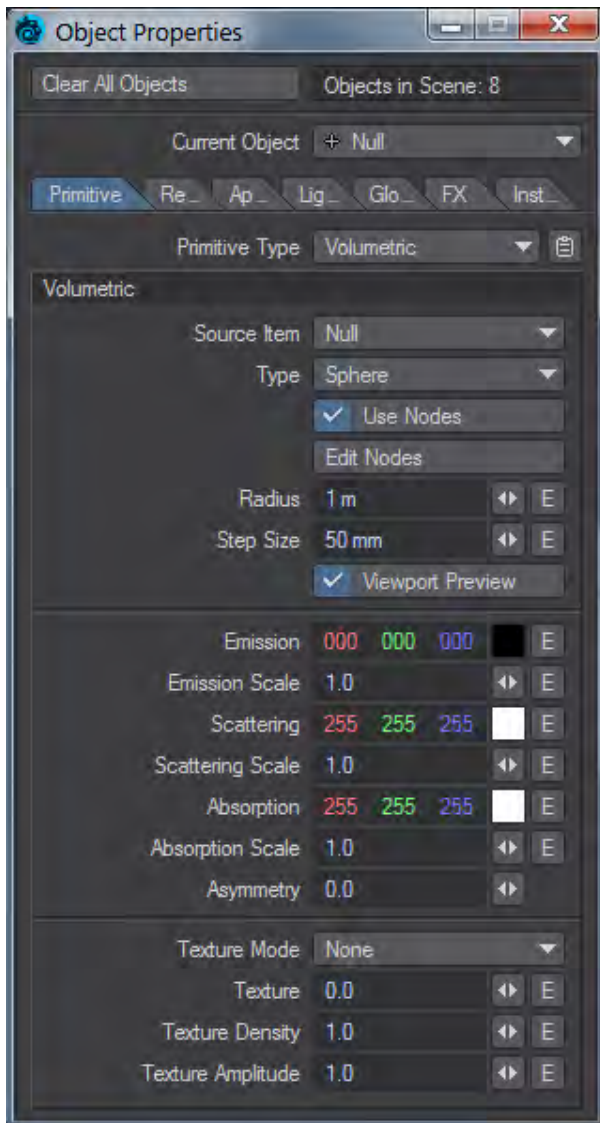 Object Properties
Clear All Objects Objects in Scene: 8
Current Object Null
Primitive Re... Ap... Lig... Glo... FX Inst...
Primitive Type Volumetric
Volumetric
Source Item Null
Type Sphere
Use Nodes
Edit Nodes
Radius 1 m E
Step Size 50 mm E
Viewport Preview
Emission 000 000 000 E
Emission Scale 1.0 E
Scattering 255 255 255 E
Scattering Scale 1.0 E
Absorption 255 255 255 E
Absorption Scale 1.0 E
Asymmetry 0.0
Texture Mode None
Texture 0.0 E
Texture Density 1.0 E
Texture Amplitude 1.0 E